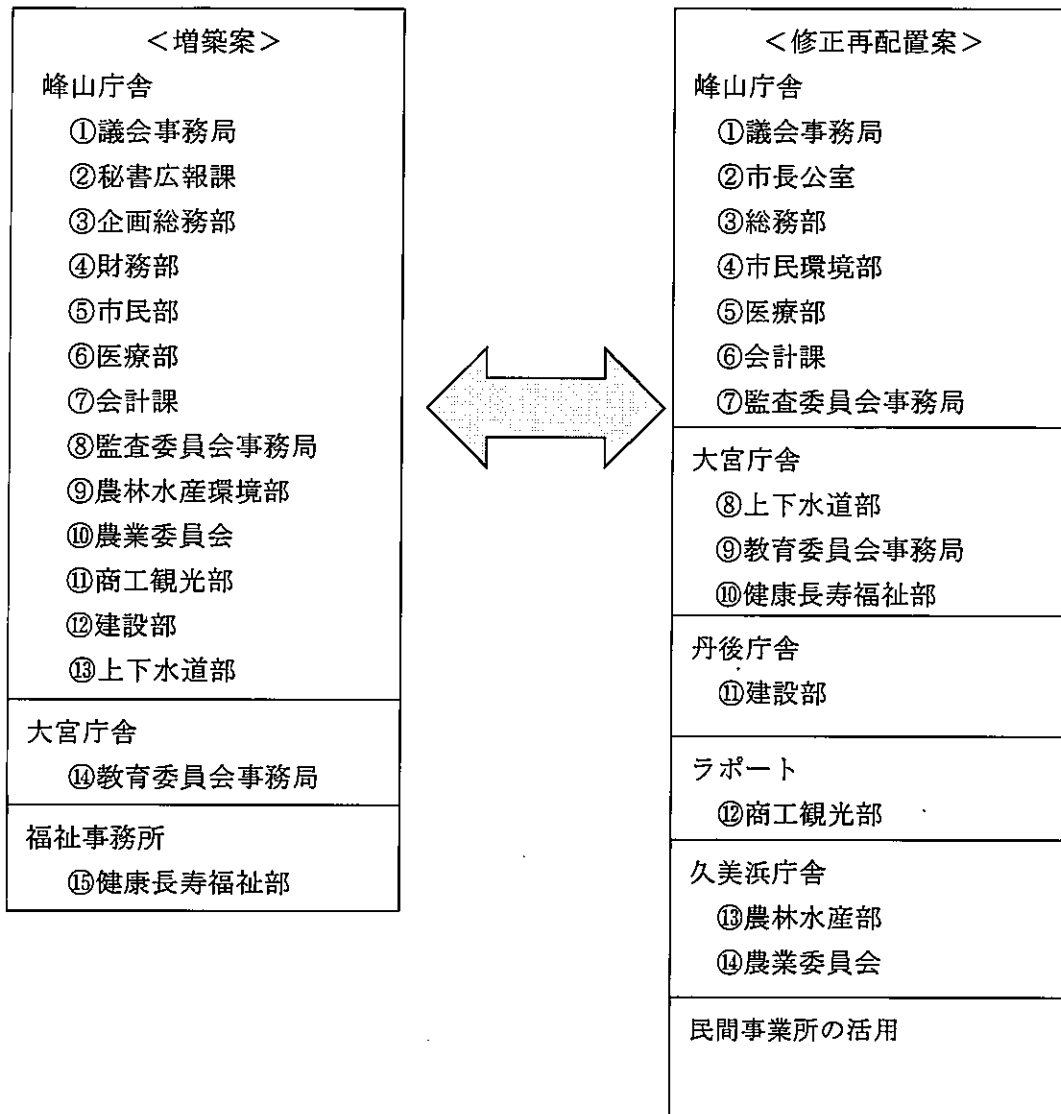 ＜増築案＞
峰山庁舎
①議会事務局
②秘書広報課
③企画総務部
④財務部
⑤市民部
⑥医療部
⑦会計課
⑧監査委員会事務局
⑨農林水産環境部
⑩農業委員会
⑪商工観光部
⑫建設部
⑬上下水道部
大宮庁舎
⑭教育委員会事務局
福祉事務所
⑮健康長寿福祉部
＜修正再配置案＞
峰山庁舎
①議会事務局
②市長公室
③総務部
④市民環境部
⑤医療部
⑥会計課
⑦監査委員会事務局
大宮庁舎
⑧上下水道部
⑨教育委員会事務局
⑩健康長寿福祉部
丹後庁舎
⑪建設部
ラポート
⑫商工観光部
久美浜庁舎
⑬農林水産部
⑭農業委員会
民間事業所の活用